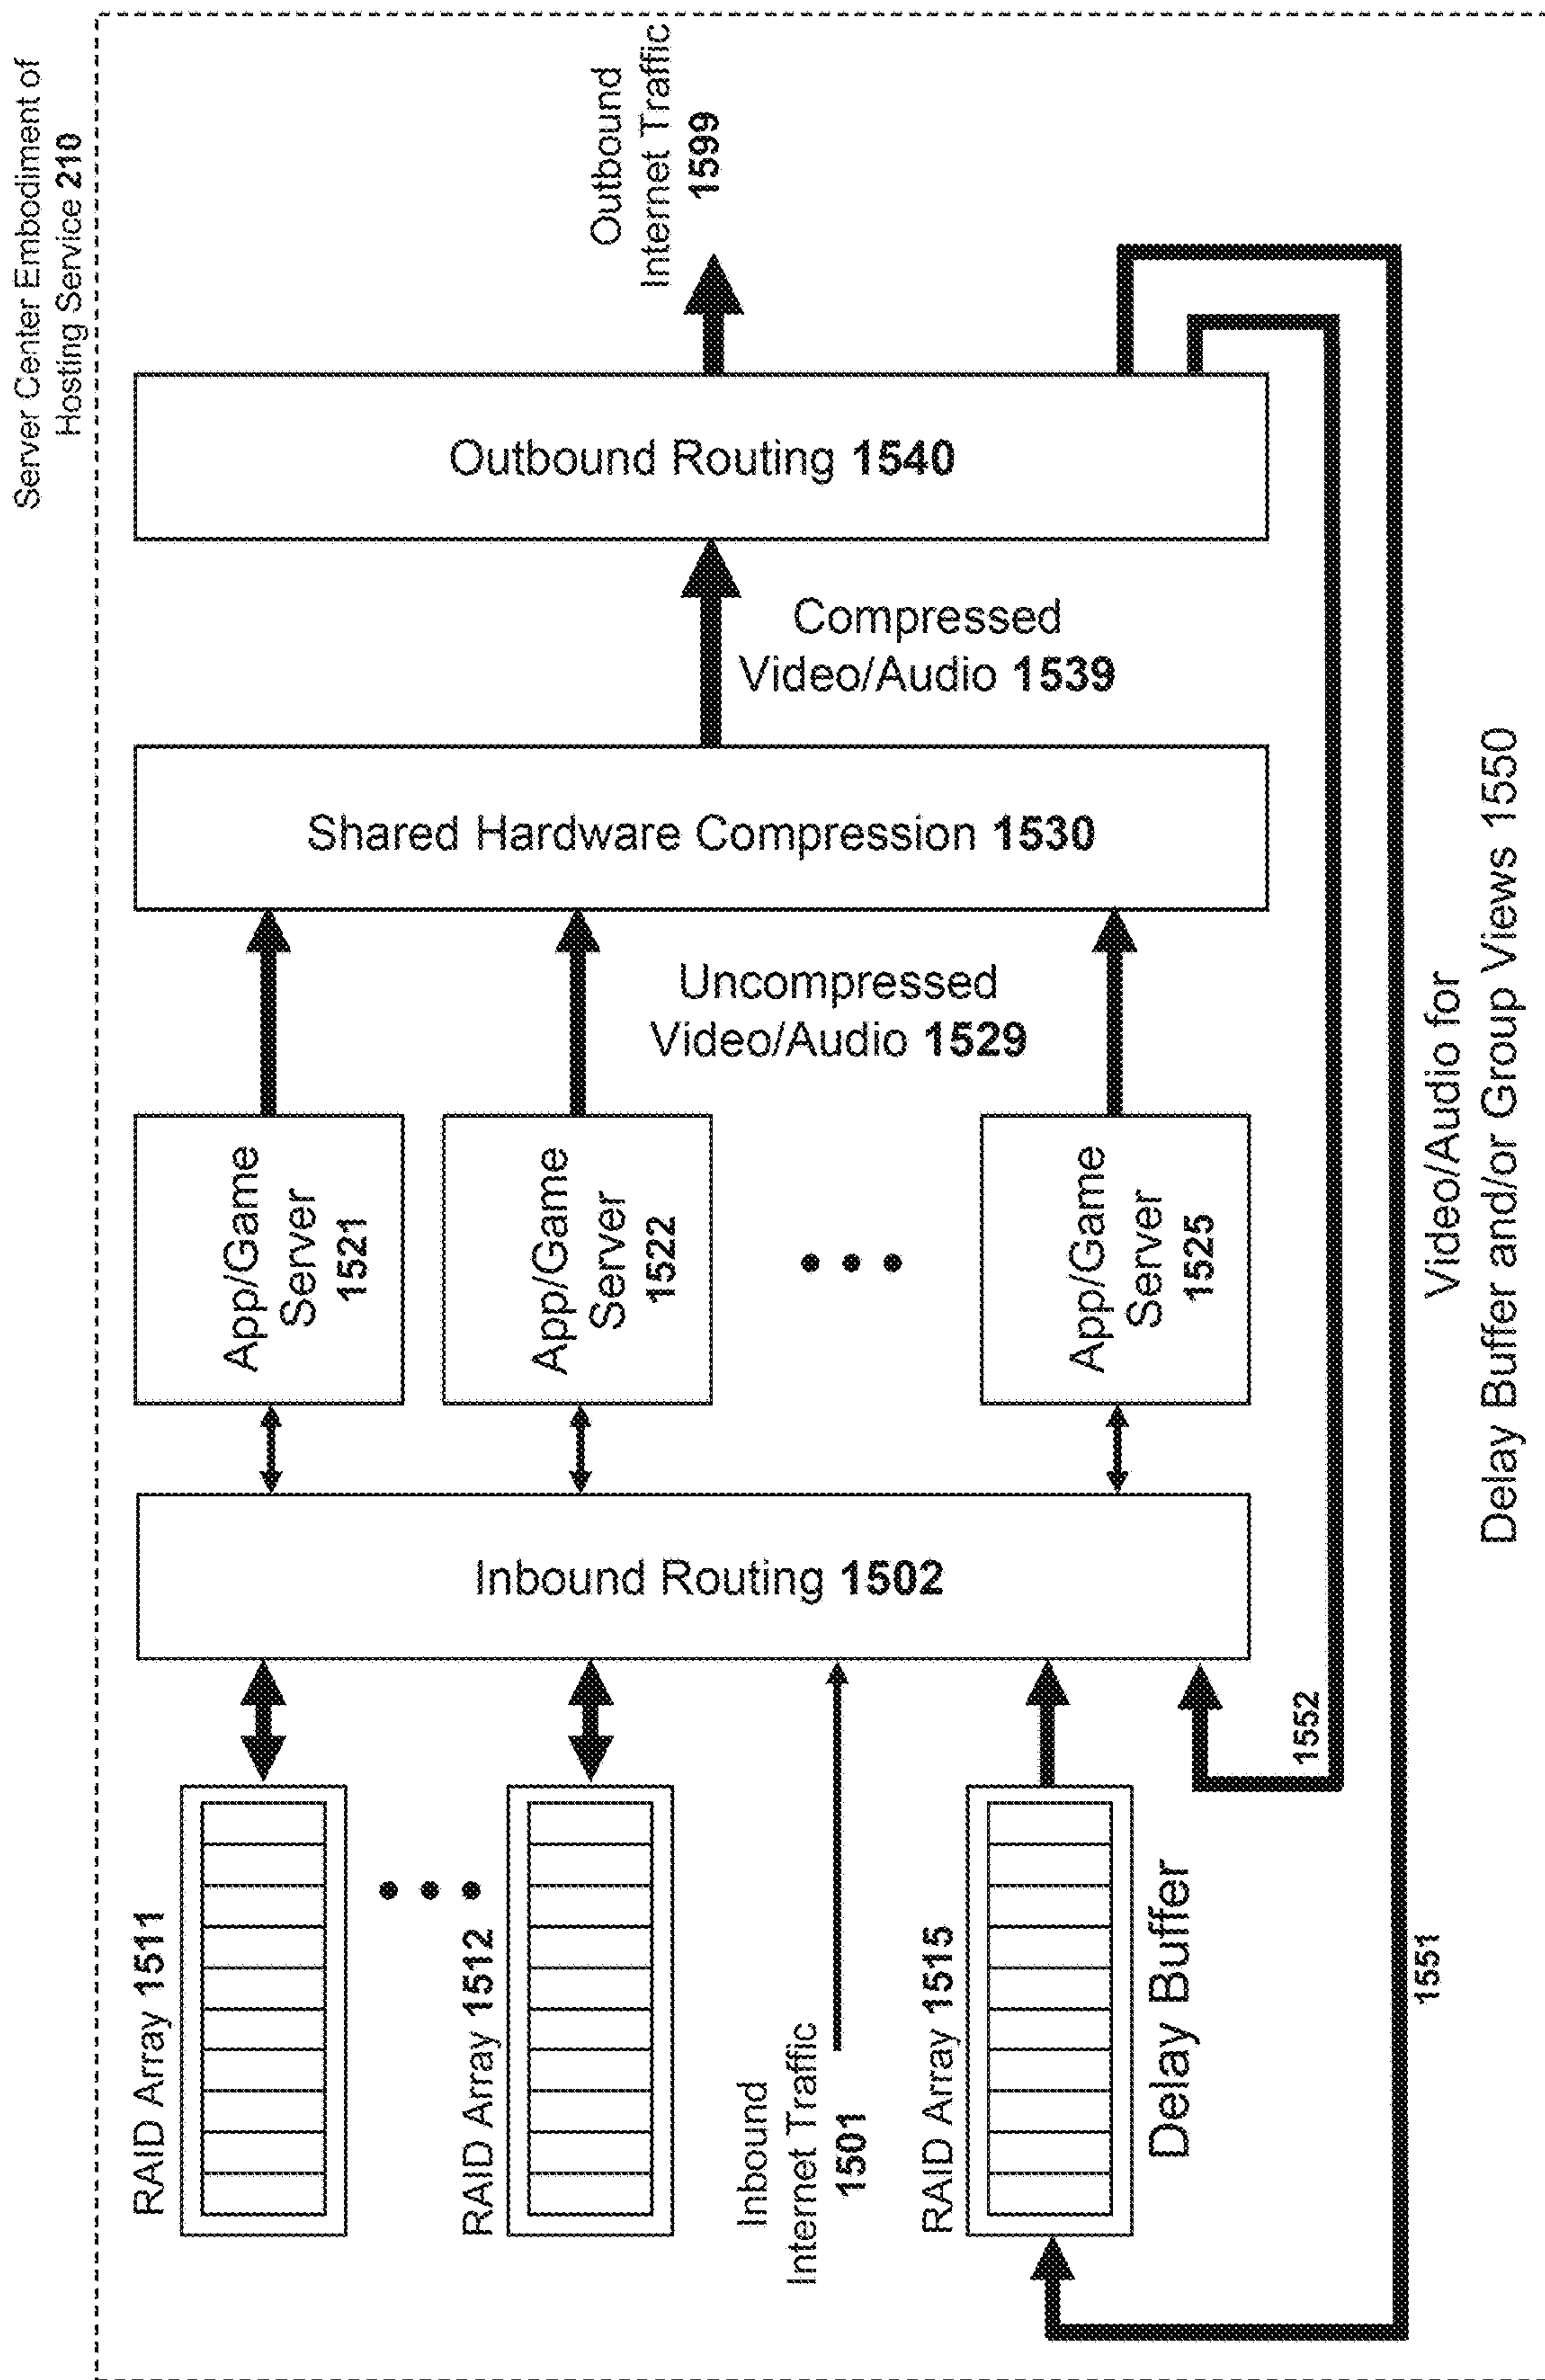 Server Center Embodiment of
Hosting Service 210
RAID Array 1511
RAID Array 1512
Inbound
Internet Traffic
1501
RAID Array 1515
Delay Buffer
Inbound Routing 1502
App/Game
Server
1521
App/Game
Server
1522
App/Game
Server
1525
Uncompressed
Video/Audio 1529
Shared Hardware Compression 1530
Compressed
Video/Audio 1539
Outbound Routing 1540
Outbound
Internet Traffic
1599
1552
1551
Video/Audio for
Delay Buffer and/or Group Views 1550